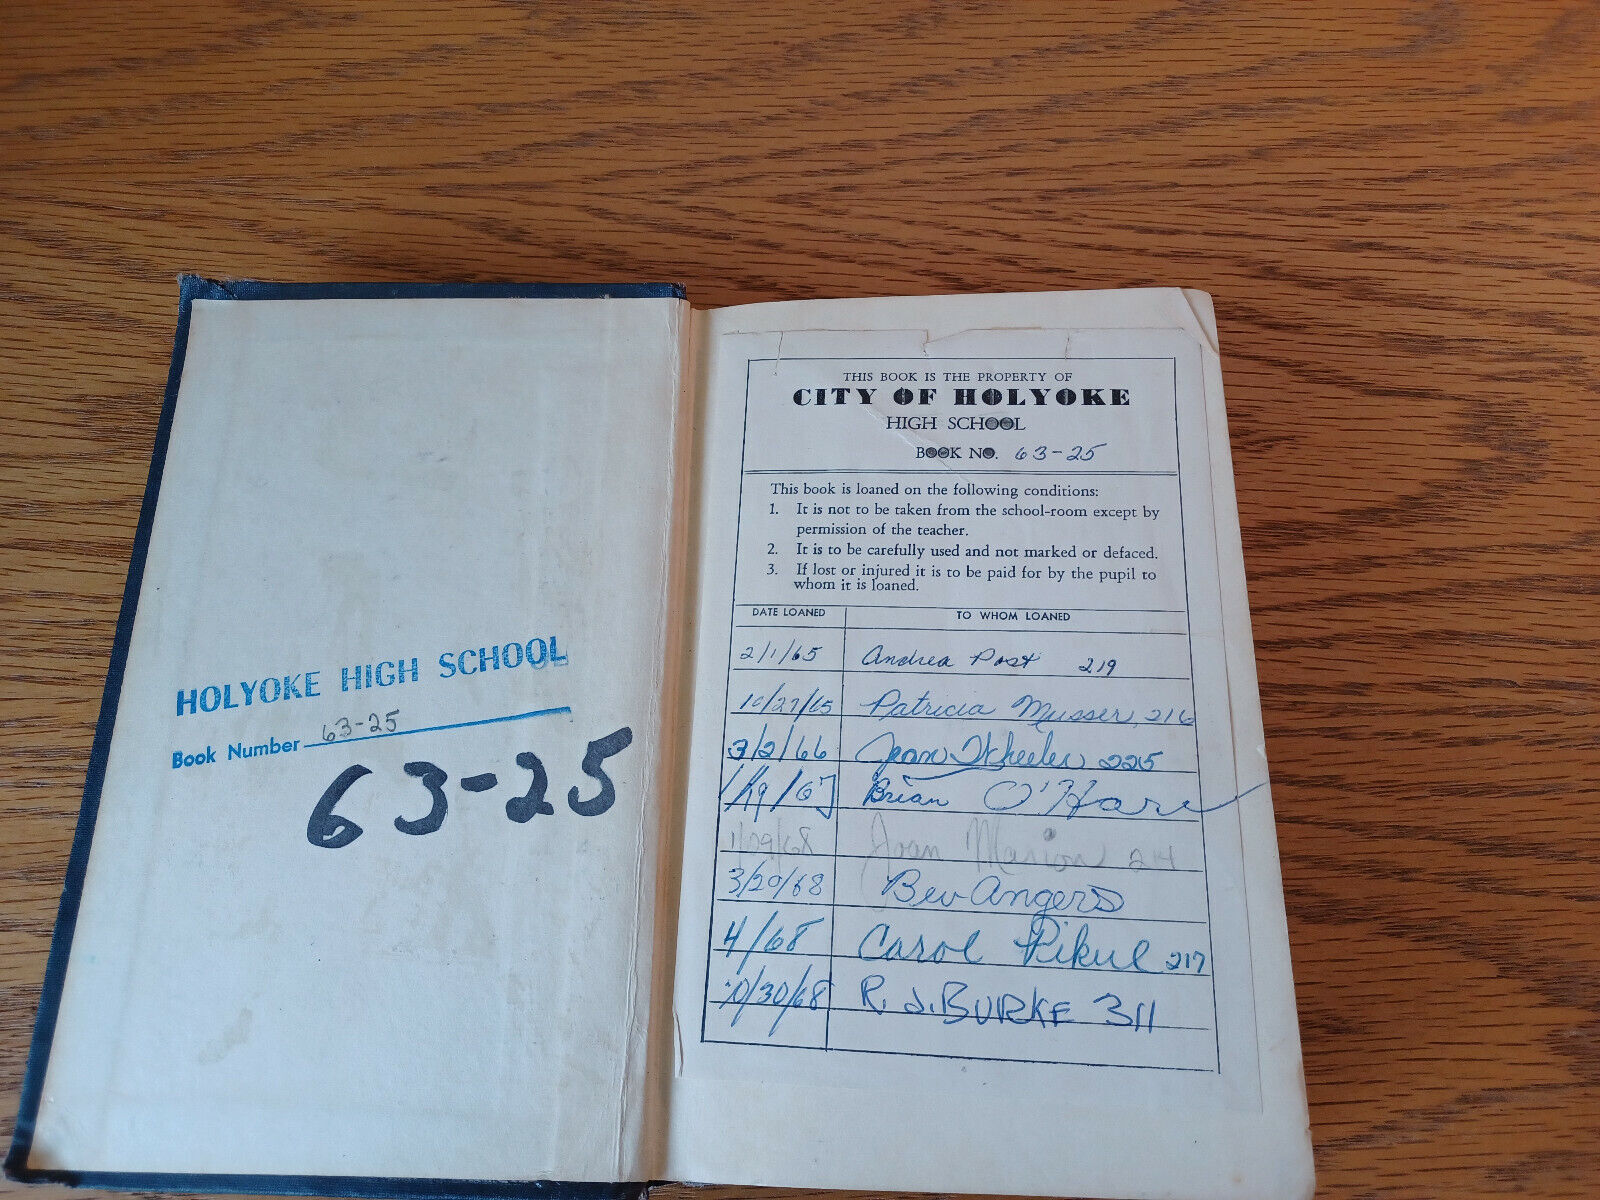 HOLYOKE HIGH SCHOOL
Book Number 63-25
63-25
THIS BOOK IS THE PROPERTY OF
CITY OF HOLYOKE
HIGH SCHOOL
BOOK NO. 63-25
This book is loaned on the following conditions:
1. It is not to be taken from the school-room except by
permission of the teacher.
2. It is to be carefully used and not marked or defaced.
3. If lost or injured it is to be paid for by the pupil to
whom it is loaned.
DATE LOANED TO WHOM LOANED
2/1/65 Andrea Post 219
10/27/65 Patricia Musser, 216
3/2/66 Jean Wheeler 225
1/19/67 Brian O'Hare
1/29/68 Joan Marion 214
3/20/68 Bev Angers
4/68 Carol Pikul 217
10/30/68 R. J. BURKE 311